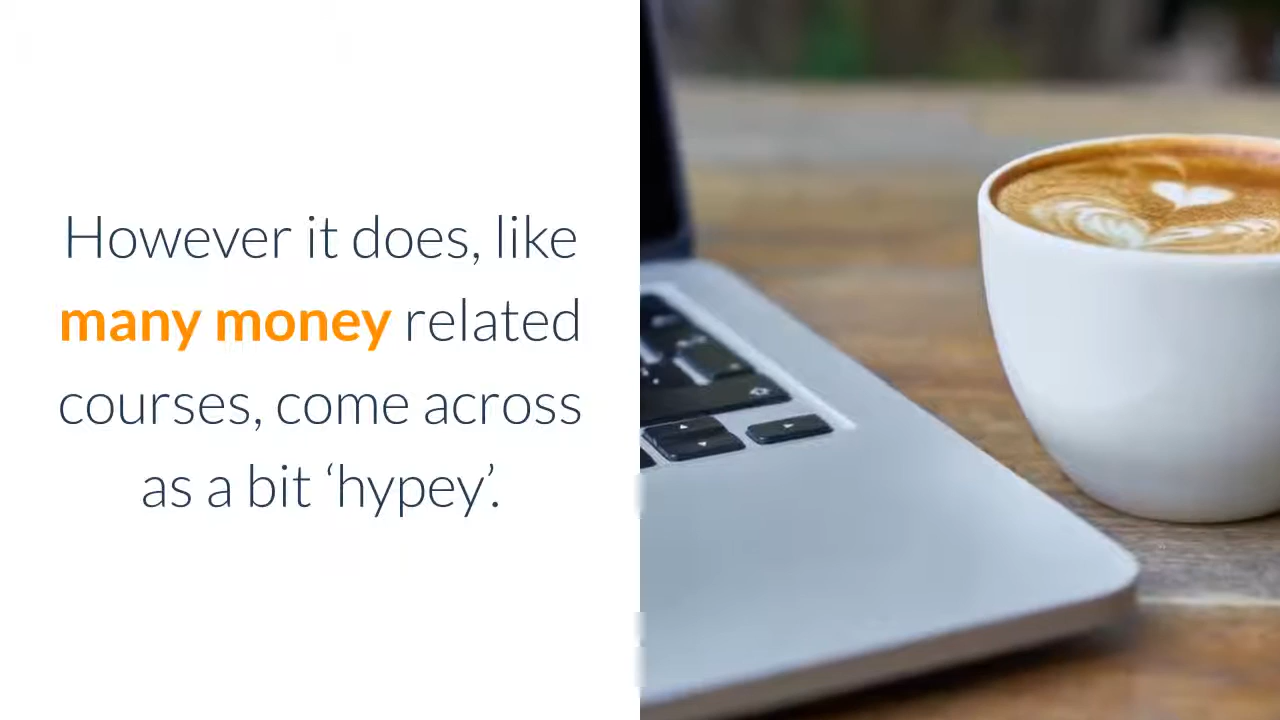 However it does, like
many money related
courses, come across
as a bit ‘hypey’.